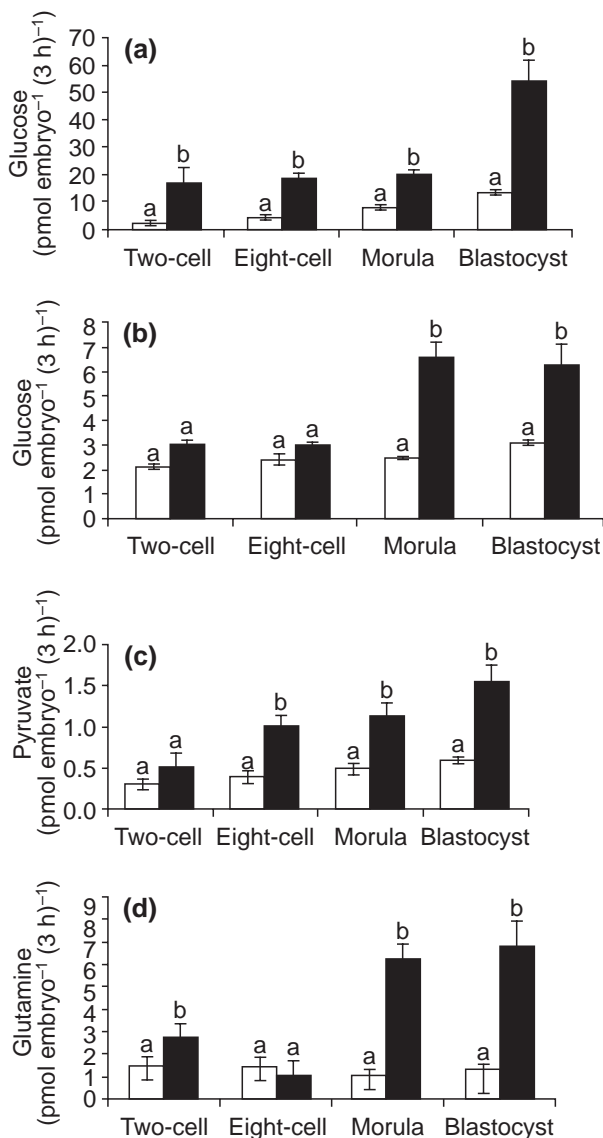 (a)
Glucose
(pmol embryo⁻¹ (3 h)⁻¹)
70
60
50
40
30
20
10
0
a b a b a b a b
Two-cell Eight-cell Morula Blastocyst
(b)
Glucose
(pmol embryo⁻¹ (3 h)⁻¹)
8
7
6
5
4
3
2
1
0
a a a a a b a b
Two-cell Eight-cell Morula Blastocyst
(c)
Pyruvate
(pmol embryo⁻¹ (3 h)⁻¹)
2.0
1.5
1.0
0.5
0.0
a a a b a b a b
Two-cell Eight-cell Morula Blastocyst
(d)
Glutamine
(pmol embryo⁻¹ (3 h)⁻¹)
9
8
7
6
5
4
3
2
1
0
a b a a a b a b
Two-cell Eight-cell Morula Blastocyst